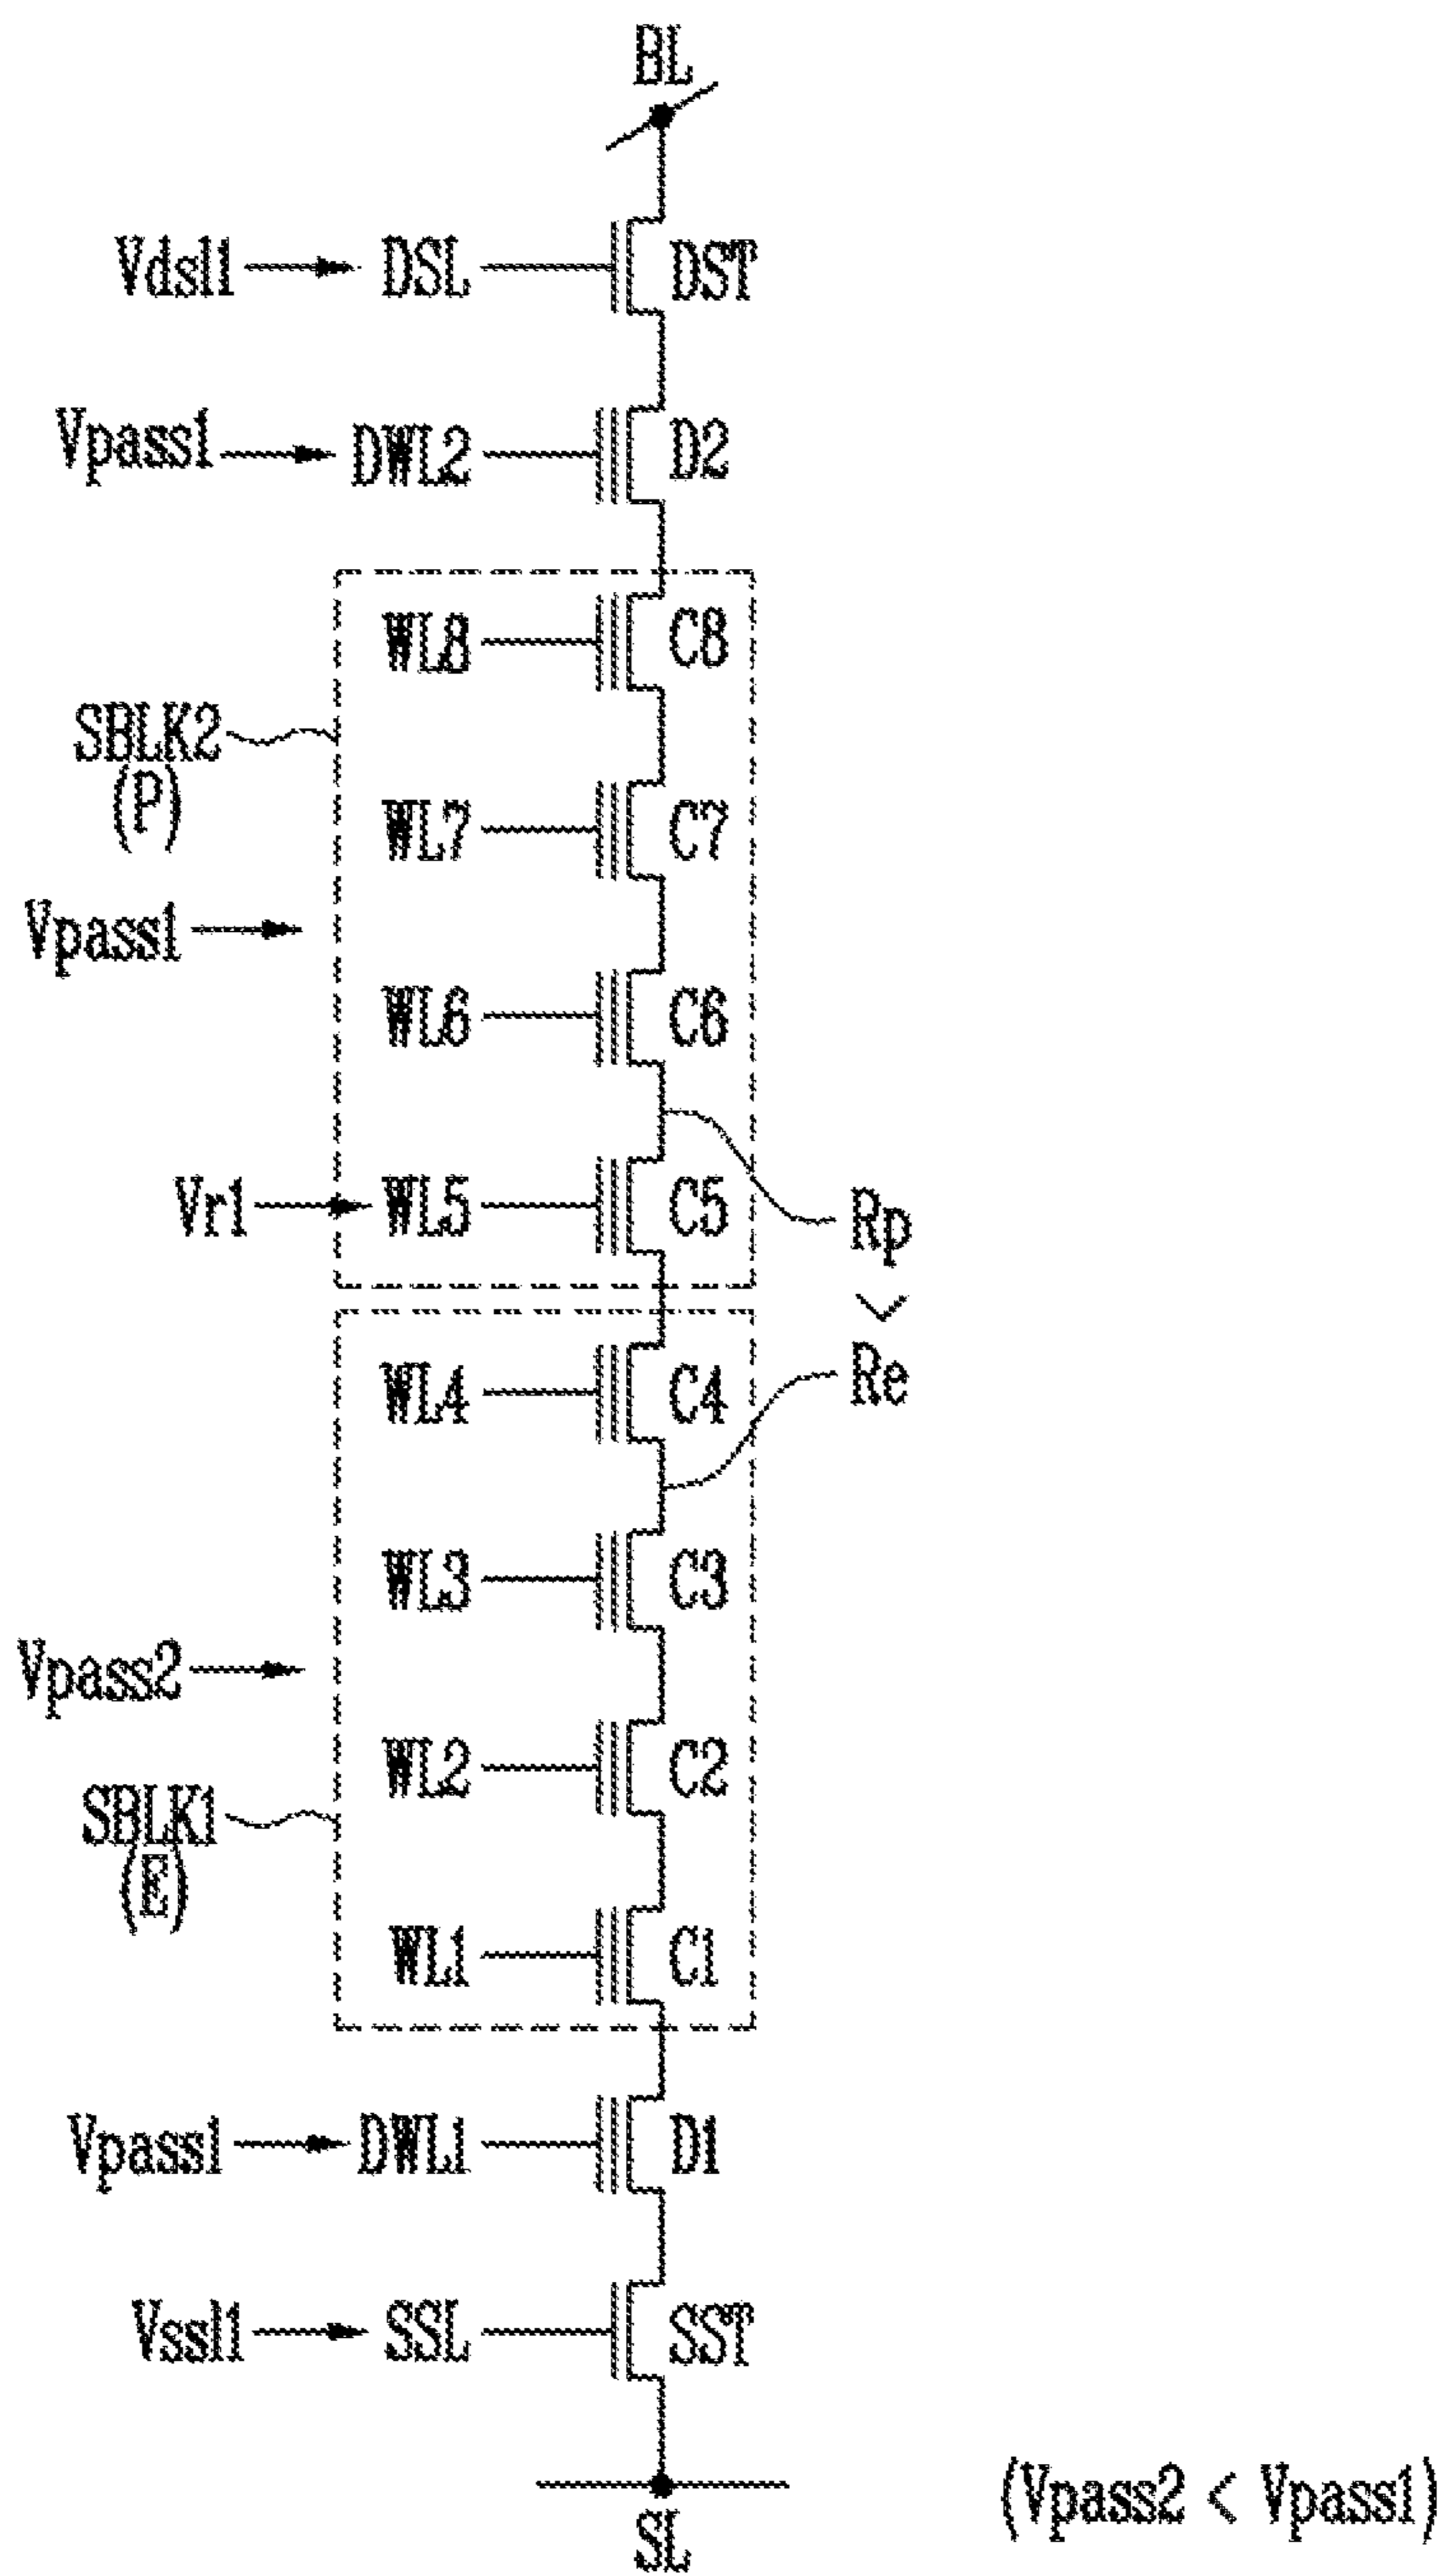 BL
Vdsl1 DSL DST
Vpass1 DWL2 D2
WL8 C8
SBLK2
(P)
WL7 C7
Vpass1
WL6 C6
Vr1 WL5 C5
Rp
<
Re
WL4 C4
WL3 C3
Vpass2
WL2 C2
SBLK1
(E)
WL1 C1
Vpass1 DWL1 D1
Vssl1 SSL SST
SL
(Vpass2 < Vpass1)